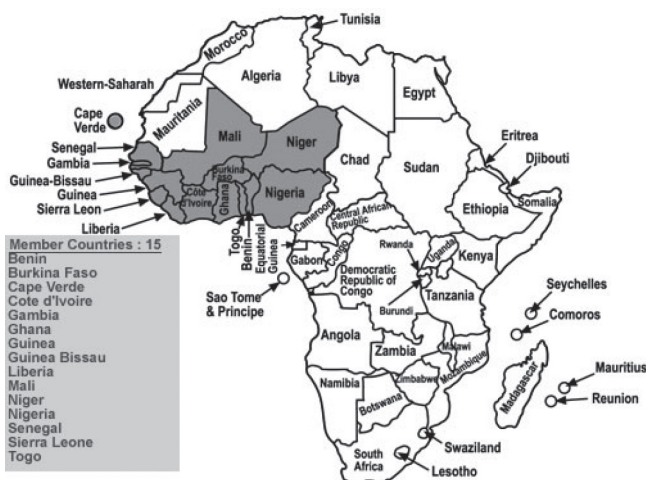 Tunisia
Morocco
Algeria
Libya
Egypt
Western-Saharah
Cape
Verde
Mauritania
Mali
Niger
Chad
Sudan
Eritrea
Djibouti
Senegal
Gambia
Guinea-Bissau
Guinea
Sierra Leon
Liberia
Burkina
Faso
Côte
d'Ivoire
Ghana
Togo
Benin
Nigeria
Cameroon
Central African
Republic
Ethiopia
Somalia
Equatorial
Guinea
Gabon
Congo
Democratic
Republic of
Congo
Rwanda
Uganda
Kenya
Burundi
Tanzania
Sao Tome
& Principe
Seychelles
Comoros
Angola
Zambia
Malawi
Mozambique
Zimbabwe
Namibia
Botswana
Madagascar
Mauritius
Reunion
Swaziland
South
Africa
Lesotho
Member Countries : 15
Benin
Burkina Faso
Cape Verde
Cote d'Ivoire
Gambia
Ghana
Guinea
Guinea Bissau
Liberia
Mali
Niger
Nigeria
Senegal
Sierra Leone
Togo